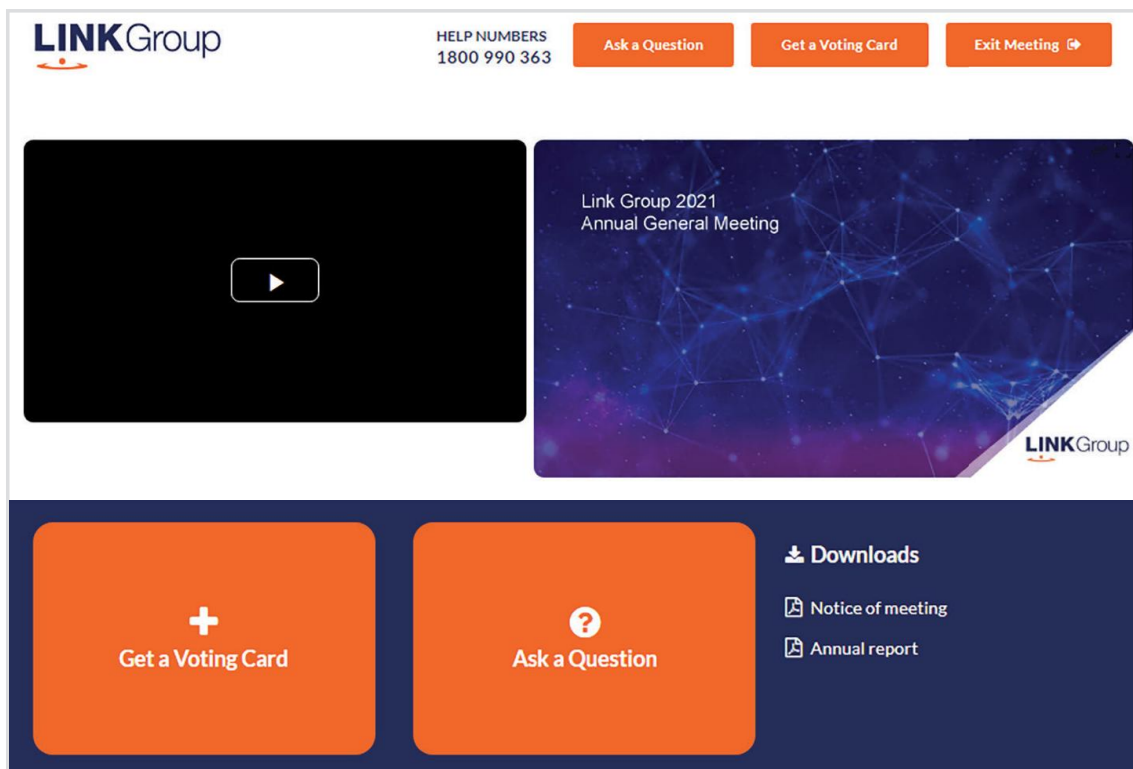 LINKGroup
HELP NUMBERS
1800 990 363
Ask a Question
Get a Voting Card
Exit Meeting
Link Group 2021
Annual General Meeting
LINKGroup
Get a Voting Card
Ask a Question
Downloads
Notice of meeting
Annual report